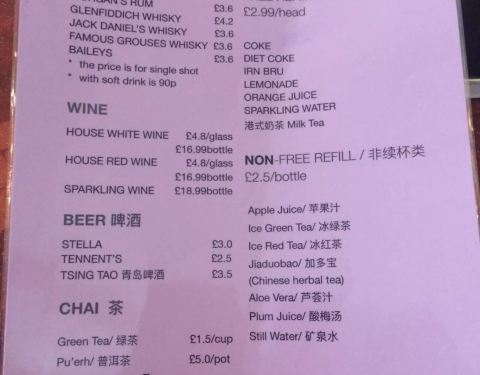 RUM £3.6
GLENFIDDICH WHISKY £4.2
JACK DANIEL'S WHISKY £3.6
FAMOUS GROUSES WHISKY £3.6
BAILEYS £3.6
* the price is for single shot
* with soft drink is 90p
WINE
HOUSE WHITE WINE £4.8/glass
£16.99bottle
HOUSE RED WINE £4.8/glass
£16.99bottle
SPARKLING WINE £18.99bottle
BEER 啤酒
STELLA £3.0
TENNENT'S £2.5
TSING TAO 青岛啤酒 £3.5
CHAI 茶
Green Tea/ 绿茶 £1.5/cup
Pu'erh/ 普洱茶 £5.0/pot
£2.99/head
COKE
DIET COKE
IRN BRU
LEMONADE
ORANGE JUICE
SPARKLING WATER
港式奶茶 Milk Tea
NON-FREE REFILL / 非续杯类
£2.5/bottle
Apple Juice/ 苹果汁
Ice Green Tea/ 冰绿茶
Ice Red Tea/ 冰红茶
Jiaduobao/ 加多宝
(Chinese herbal tea)
Aloe Vera/ 芦荟汁
Plum Juice/ 酸梅汤
Still Water/ 矿泉水